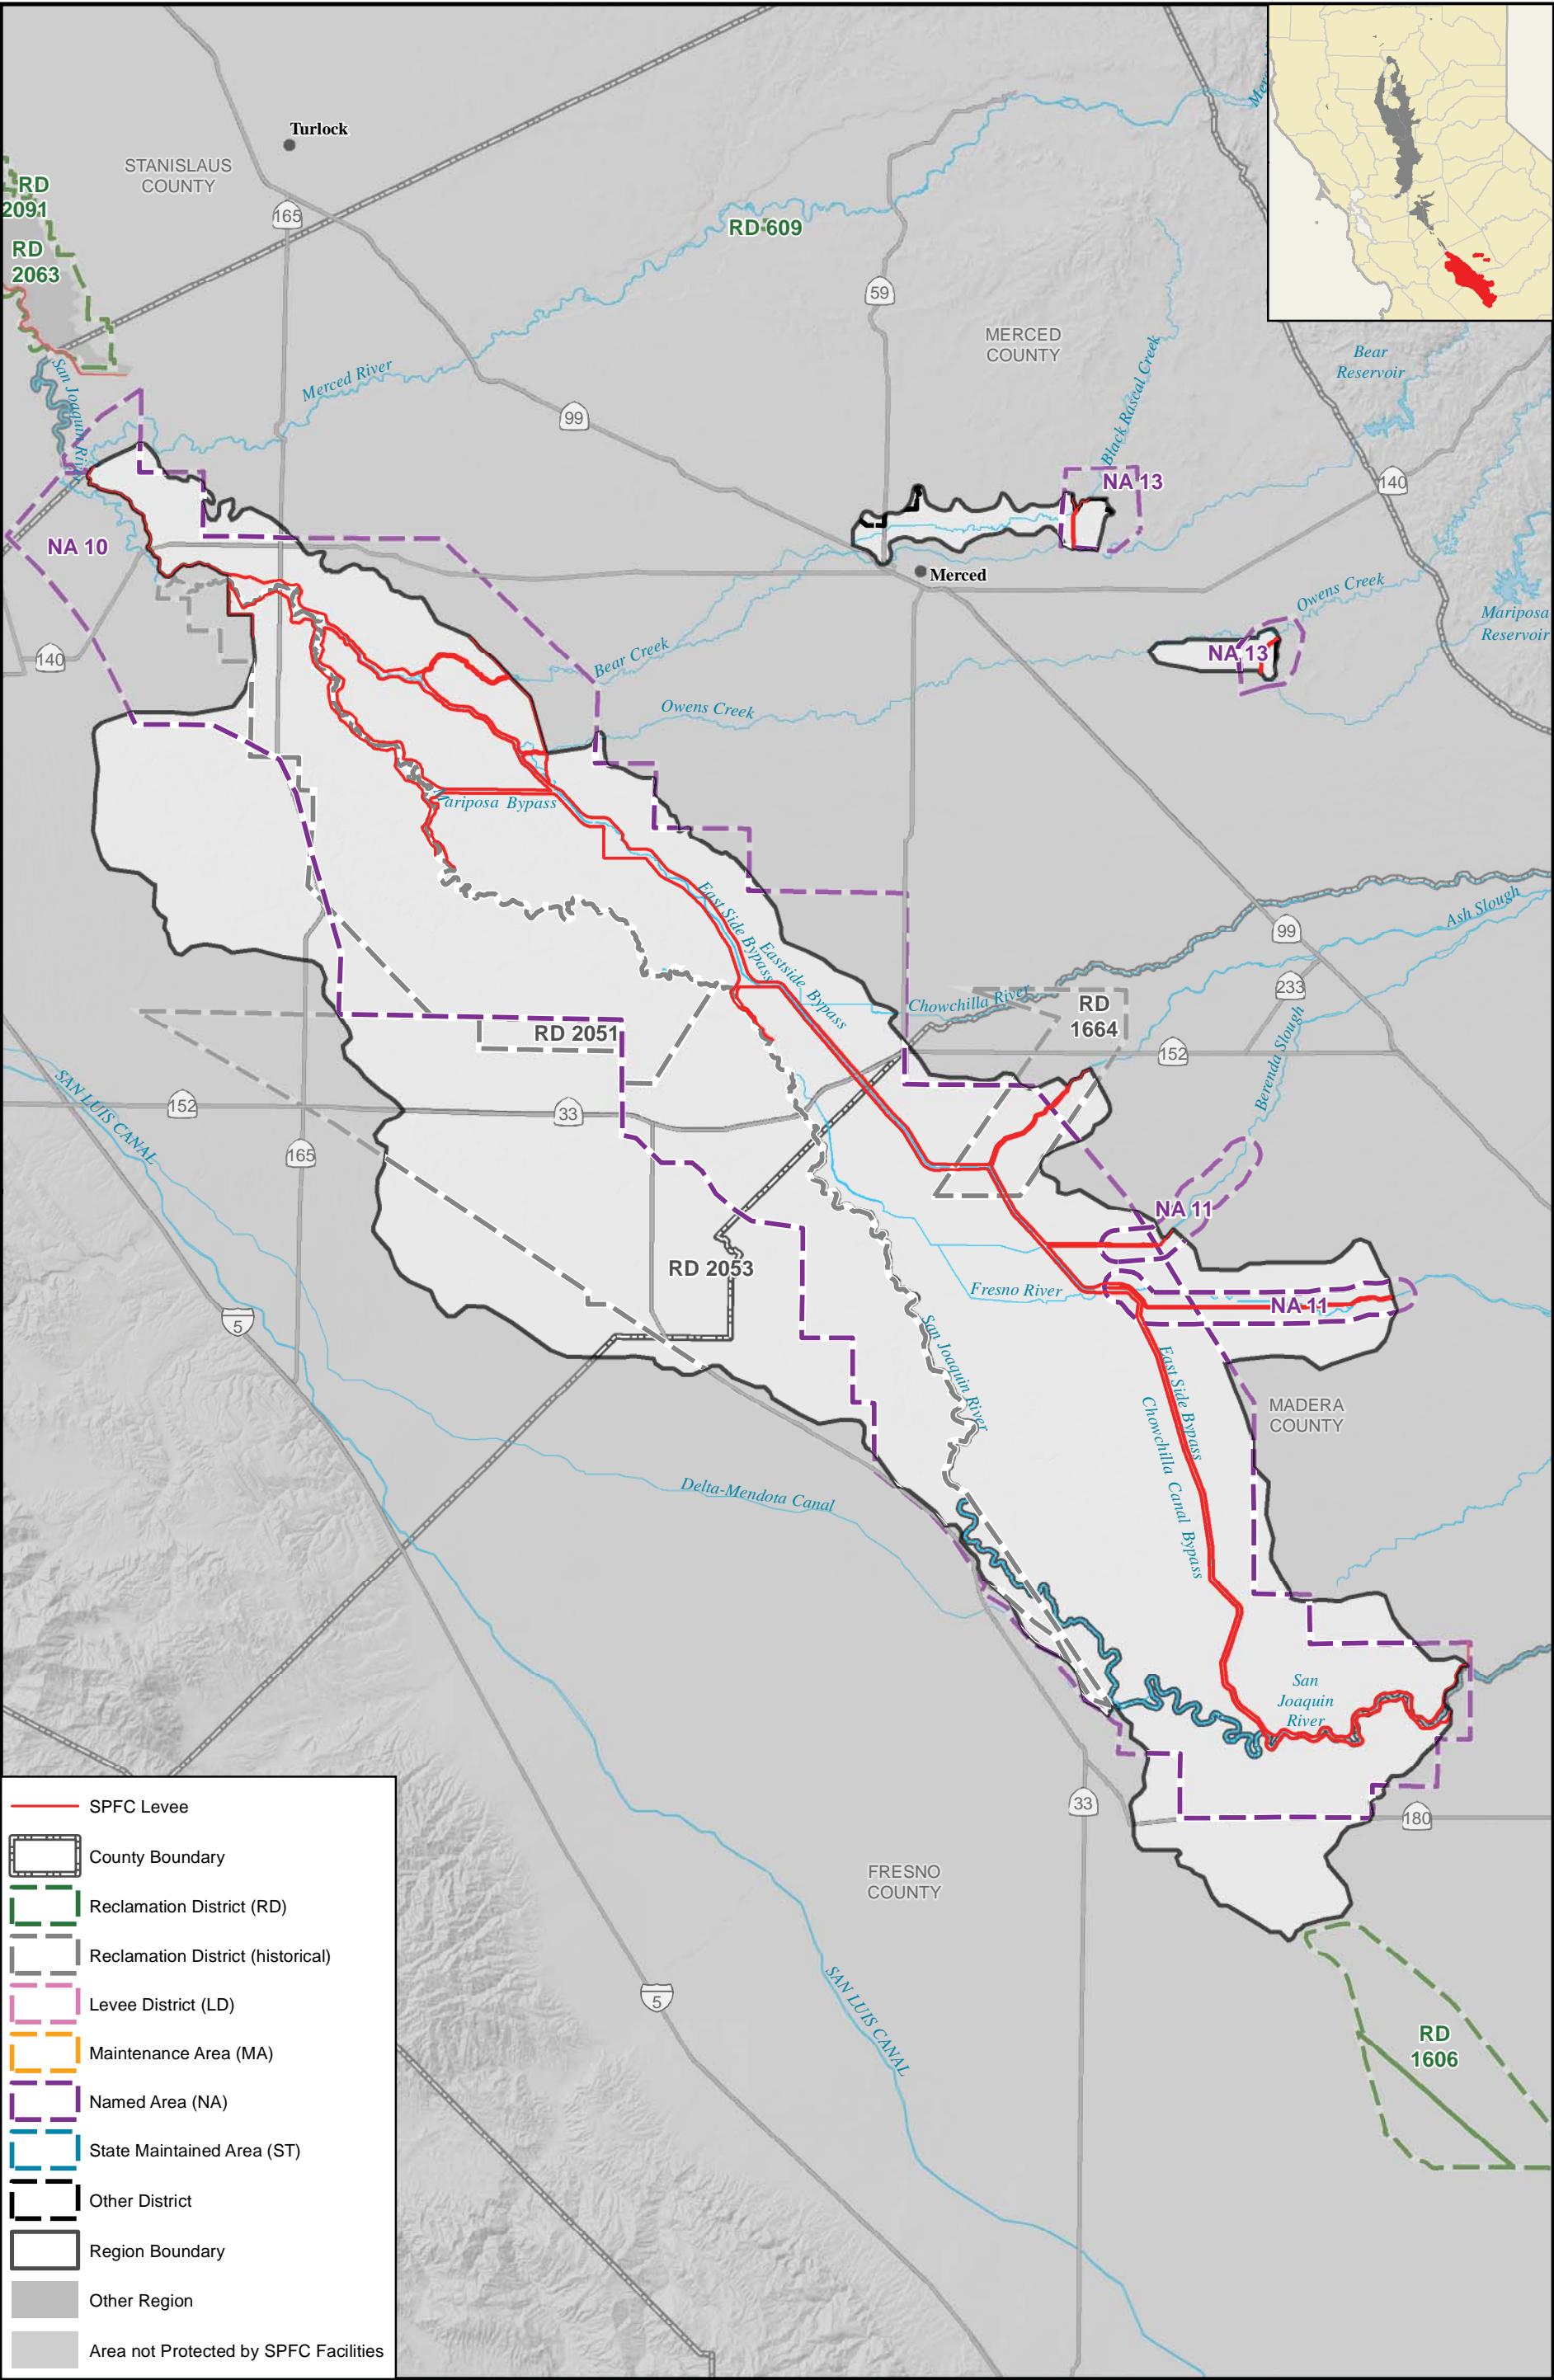 Turlock
STANISLAUS
COUNTY
RD
2091
RD
2063
165
RD 609
59
MERCED
COUNTY
Bear
Reservoir
San Joaquin River
Merced River
99
Black Rascal Creek
NA 13
140
NA 10
Merced
Owens Creek
Mariposa
Reservoir
NA 13
140
Bear Creek
Owens Creek
Mariposa Bypass
East Side Bypass
Eastside Bypass
Ash Slough
99
233
Chowchilla River
RD
1664
RD 2051
152
Berenda Slough
SAN LUIS CANAL
152
33
165
NA 11
RD 2053
Fresno River
NA 11
5
San Joaquin River
East Side Bypass
Chowchilla Canal Bypass
MADERA
COUNTY
Delta-Mendota Canal
San
Joaquin
River
33
180
FRESNO
COUNTY
5
SAN LUIS CANAL
RD
1606
SPFC Levee
County Boundary
Reclamation District (RD)
Reclamation District (historical)
Levee District (LD)
Maintenance Area (MA)
Named Area (NA)
State Maintained Area (ST)
Other District
Region Boundary
Other Region
Area not Protected by SPFC Facilities